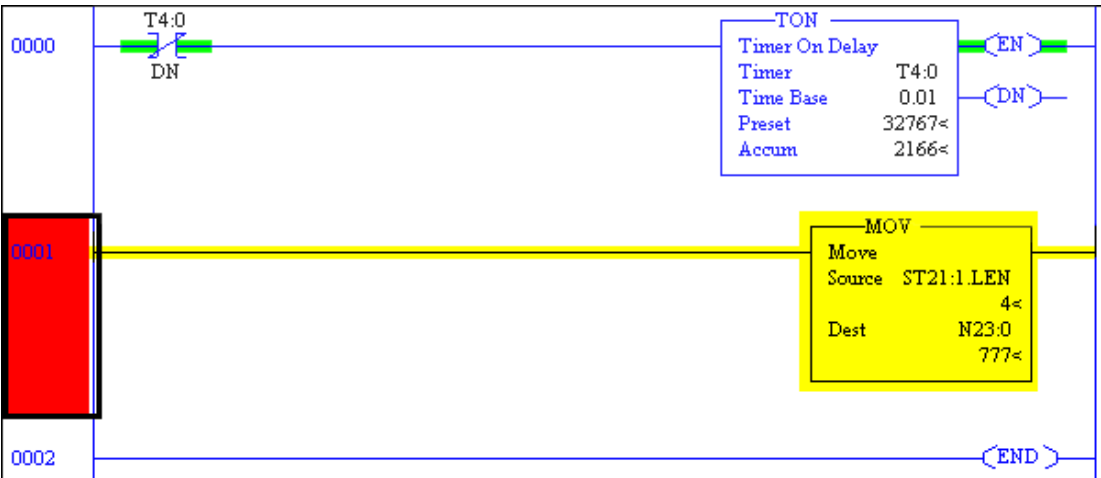 T4:0
TON
0000
EN
DN
Timer On Delay
Timer T4:0
Time Base 0.01
DN
Preset 32767<
Accum 2166<
MOV
0001
Move
Source ST21:1.LEN
4<
Dest N23:0
777<
0002
END